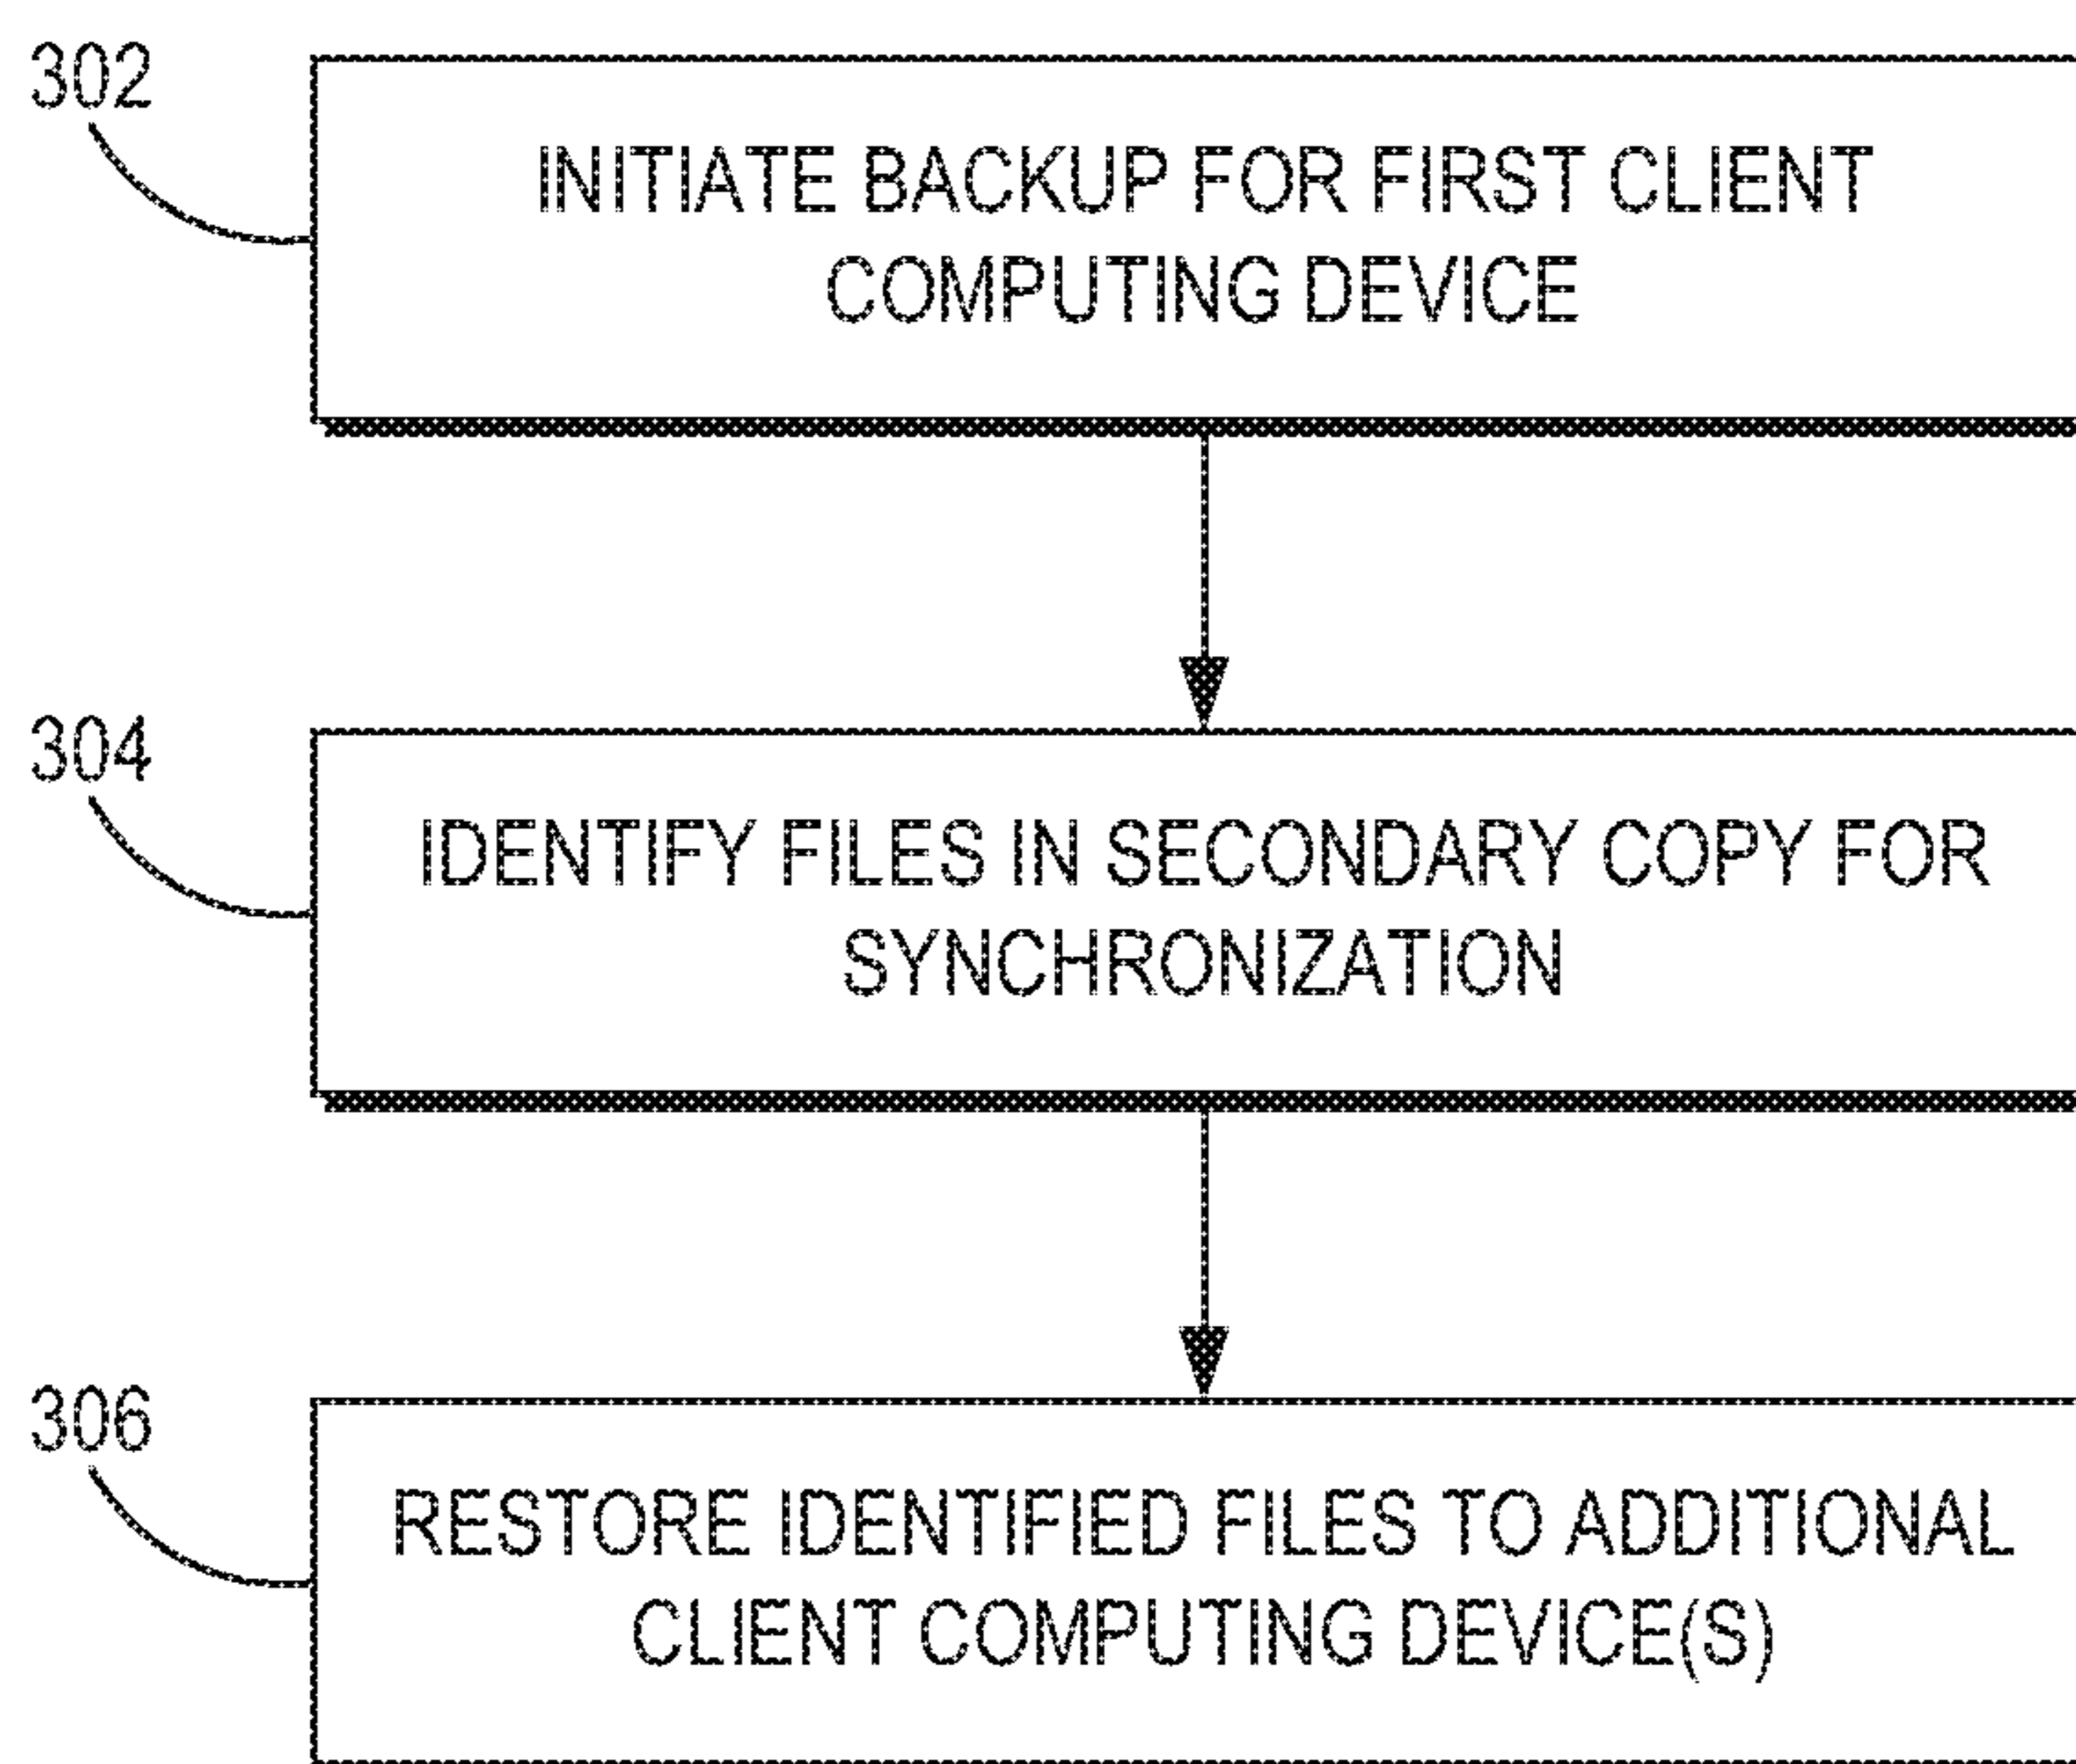 302
INITIATE BACKUP FOR FIRST CLIENT
COMPUTING DEVICE
304
IDENTIFY FILES IN SECONDARY COPY FOR
SYNCHRONIZATION
306
RESTORE IDENTIFIED FILES TO ADDITIONAL
CLIENT COMPUTING DEVICE(S)